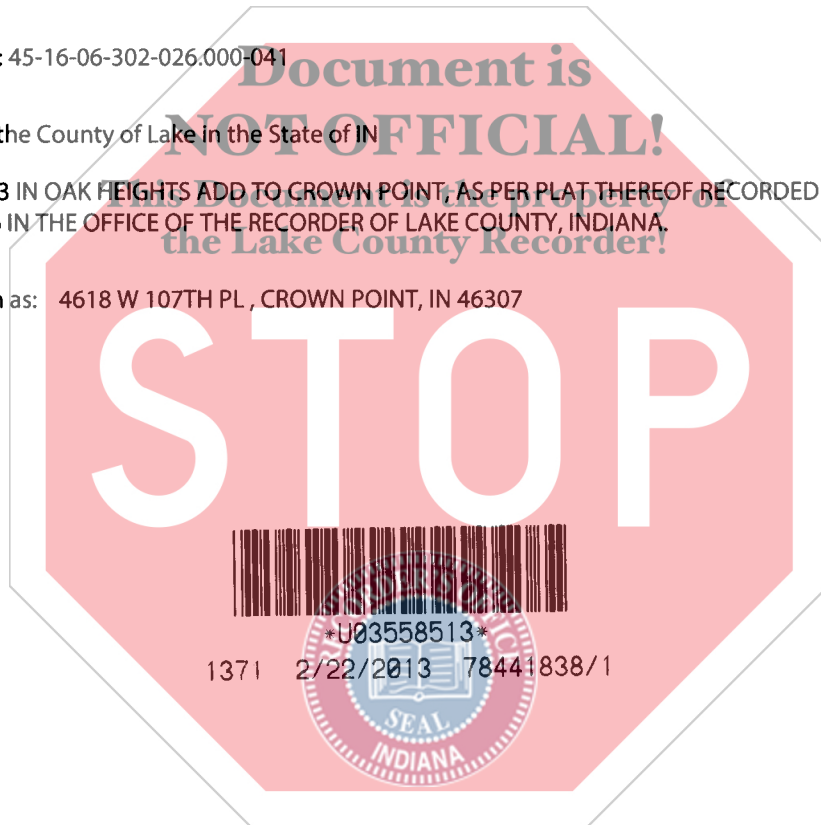 : 45-16-06-302-026.000-041
Document is
the County of Lake in the State of IN
NOT OFFICIAL!
3 IN OAK HEIGHTS ADD TO CROWN POINT, AS PER PLAT THEREOF RECORDED
This Document is the property of
IN THE OFFICE OF THE RECORDER OF LAKE COUNTY, INDIANA.
the Lake County Recorder!
as: 4618 W 107TH PL , CROWN POINT, IN 46307
STOP
RECORDER'S OFFICE
*U03558513*
1371 2/22/2013 78441838/1
SEAL
INDIANA